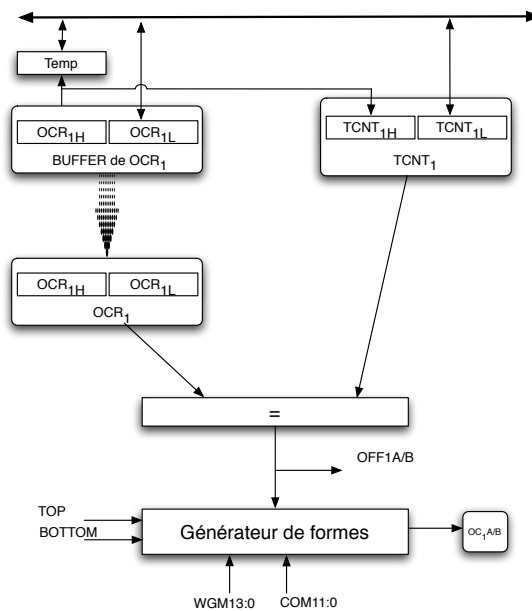 Temp
OCR1H OCR1L
BUFFER de OCR1
TCNT1H TCNT1L
TCNT1
OCR1H OCR1L
OCR1
=
OFF1A/B
TOP
BOTTOM
Générateur de formes
OC1A/B
WGM13:0 COM11:0